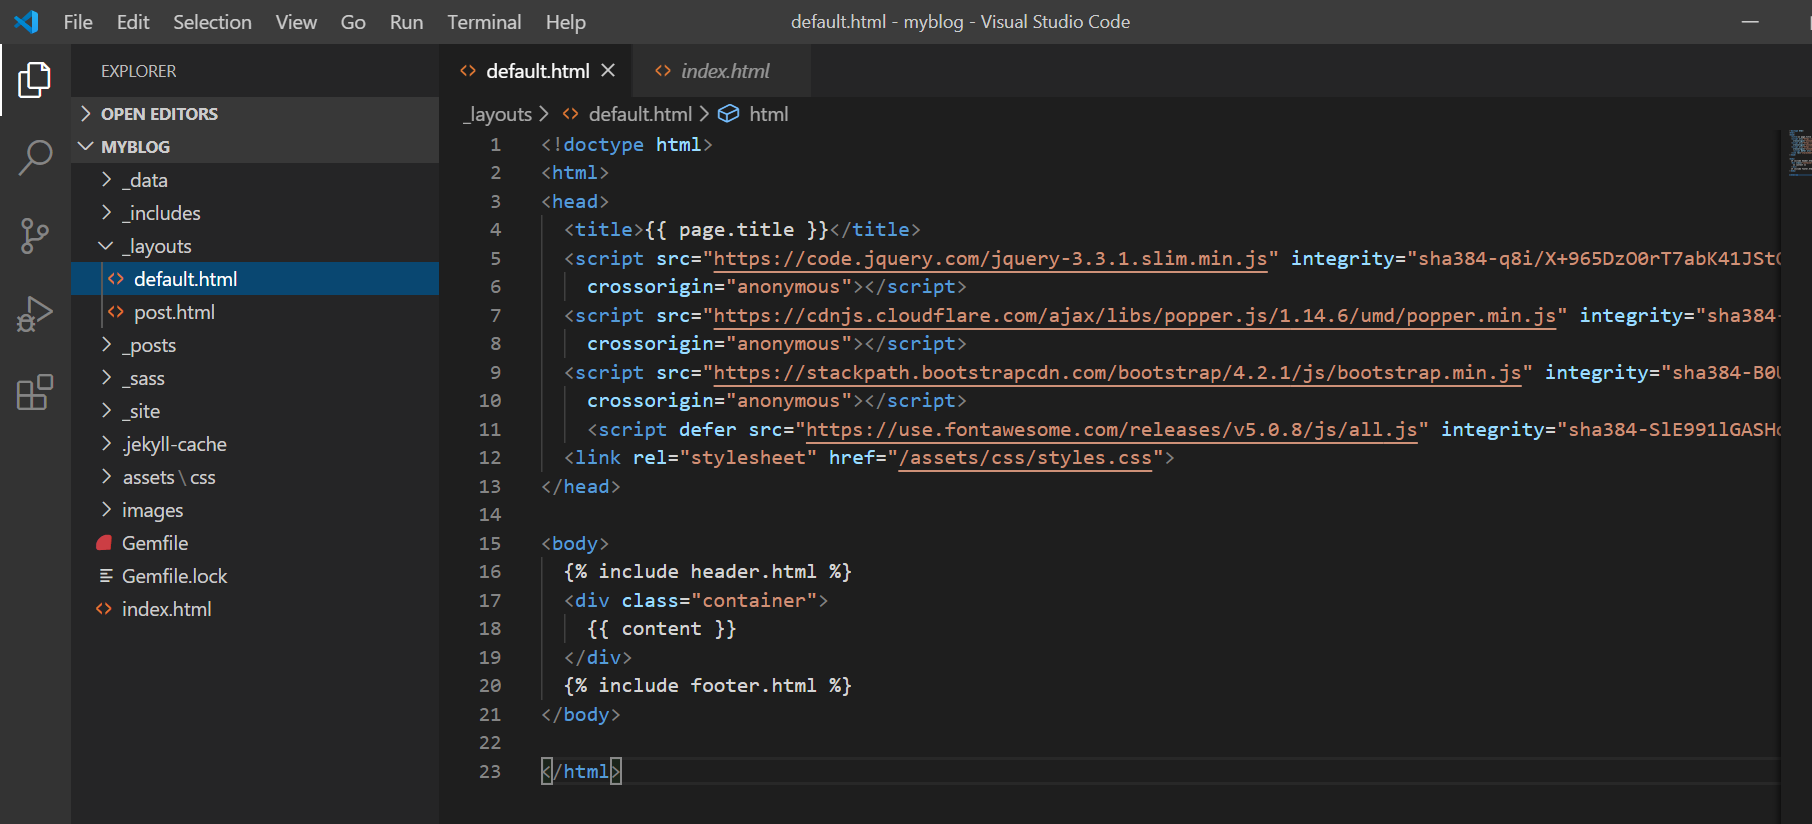 File Edit Selection View Go Run Terminal Help default.html - myblog - Visual Studio Code
EXPLORER
OPEN EDITORS
MYBLOG
_data
_includes
_layouts
default.html
post.html
_posts
_sass
_site
.jekyll-cache
assets\css
images
Gemfile
Gemfile.lock
index.html
default.html index.html
_layouts > default.html > html
1 <!doctype html>
2 <html>
3 <head>
4 <title>{{ page.title }}</title>
5 <script src="https://code.jquery.com/jquery-3.3.1.slim.min.js" integrity="sha384-q8i/X+965DzO0rT7abK41JSt
6 crossorigin="anonymous"></script>
7 <script src="https://cdnjs.cloudflare.com/ajax/libs/popper.js/1.14.6/umd/popper.min.js" integrity="sha384-
8 crossorigin="anonymous"></script>
9 <script src="https://stackpath.bootstrapcdn.com/bootstrap/4.2.1/js/bootstrap.min.js" integrity="sha384-B0
10 crossorigin="anonymous"></script>
11 <script defer src="https://use.fontawesome.com/releases/v5.0.8/js/all.js" integrity="sha384-SlE991lGASH
12 <link rel="stylesheet" href="/assets/css/styles.css">
13 </head>
14
15 <body>
16 {% include header.html %}
17 <div class="container">
18 {{ content }}
19 </div>
20 {% include footer.html %}
21 </body>
22
23 </html>